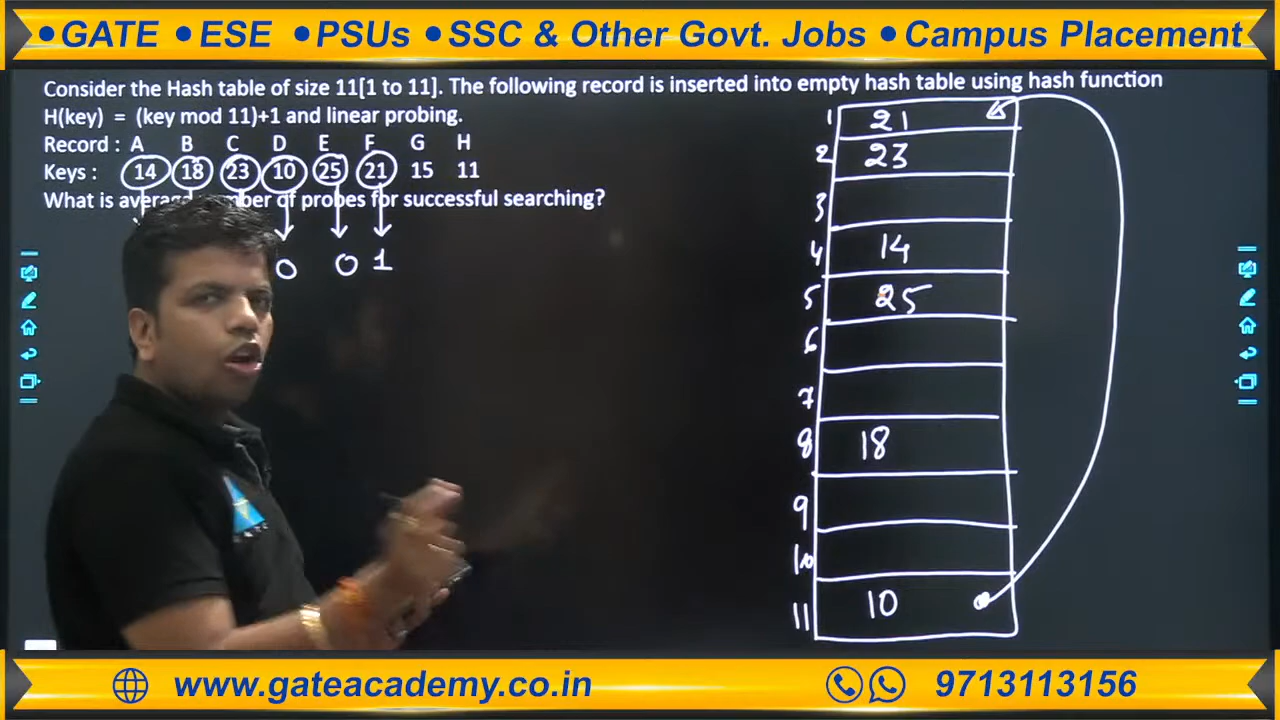 •GATE •ESE •PSUs •SSC & Other Govt. Jobs •Campus Placement
Consider the Hash table of size 11[1 to 11]. The following record is inserted into empty hash table using hash function
H(key) = (key mod 11)+1 and linear probing.
Record : A B C D E F G H
Keys : 14 18 23 10 25 21 15 11
What is average number of probes for successful searching?
0 0 1
1 21
2 23
3
4 14
5 25
6
7
8 18
9
10
11 10
www.gateacademy.co.in 9713113156